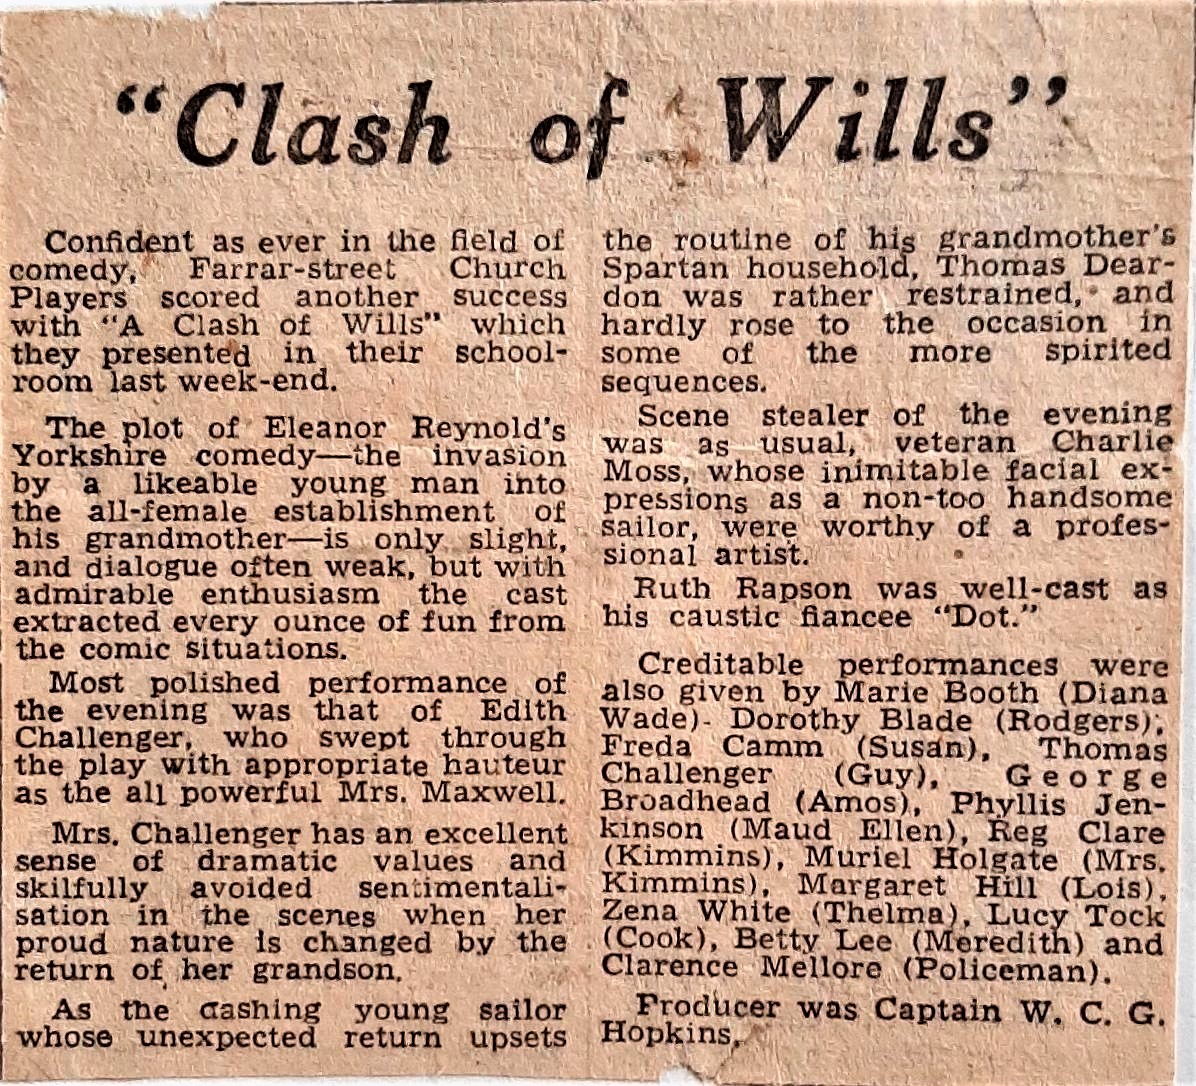 "Clash of Wills"
Confident as ever in the field of
comedy, Farrar-street Church
Players scored another success
with "A Clash of Wills" which
they presented in their school-
room last week-end.
The plot of Eleanor Reynold's
Yorkshire comedy—the invasion
by a likeable young man into
the all-female establishment of
his grandmother—is only slight,
and dialogue often weak, but with
admirable enthusiasm the cast
extracted every ounce of fun from
the comic situations.
Most polished performance of
the evening was that of Edith
Challenger, who swept through
the play with appropriate hauteur
as the all powerful Mrs. Maxwell.
Mrs. Challenger has an excellent
sense of dramatic values and
skilfully avoided sentimentali-
sation in the scenes when her
proud nature is changed by the
return of her grandson.
As the dashing young sailor
whose unexpected return upsets
the routine of his grandmother's
Spartan household, Thomas Dear-
don was rather restrained, and
hardly rose to the occasion in
some of the more spirited
sequences.
Scene stealer of the evening
was as usual, veteran Charlie
Moss, whose inimitable facial ex-
pressions as a non-too handsome
sailor, were worthy of a profes-
sional artist.
Ruth Rapson was well-cast as
his caustic fiancee "Dot."
Creditable performances were
also given by Marie Booth (Diana
Wade)- Dorothy Blade (Rodgers);
Freda Camm (Susan), Thomas
Challenger (Guy), George
Broadhead (Amos), Phyllis Jen-
kinson (Maud Ellen), Reg Clare
(Kimmins), Muriel Holgate (Mrs.
Kimmins), Margaret Hill (Lois),
Zena White (Thelma), Lucy Tock
(Cook), Betty Lee (Meredith) and
Clarence Mellore (Policeman).
Producer was Captain W. C. G.
Hopkins.